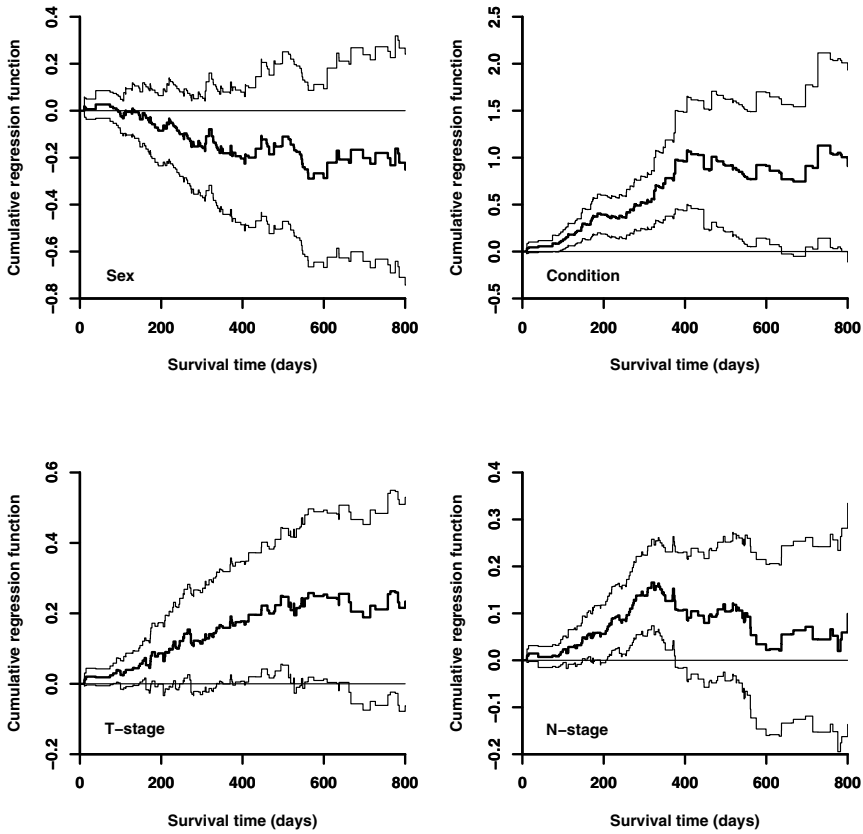 Cumulative regression function
0.4
0.2
0.0
−0.2
−0.4
−0.6
−0.8
Sex
0 200 400 600 800
Survival time (days)
Cumulative regression function
2.5
2.0
1.5
1.0
0.5
0.0
−0.5
Condition
0 200 400 600 800
Survival time (days)
Cumulative regression function
0.6
0.4
0.2
0.0
−0.2
T−stage
0 200 400 600 800
Survival time (days)
Cumulative regression function
0.4
0.3
0.2
0.1
0.0
−0.1
−0.2
N−stage
0 200 400 600 800
Survival time (days)